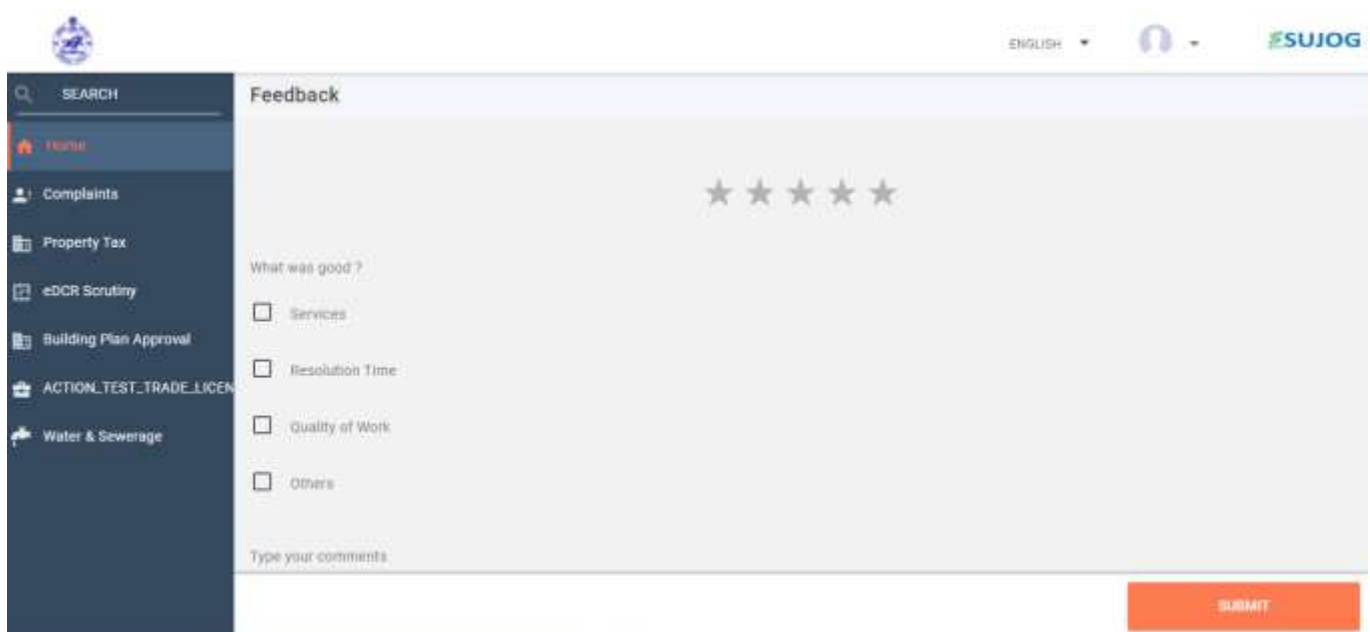 ENGLISH
SUJOG
SEARCH
Feedback
Home
Complaints
What was good ?
Property Tax
eDCR Scrutiny
Services
Building Plan Approval
Resolution Time
ACTION_TEST_TRADE_LICEN
Quality of Work
Water & Sewerage
Others
Type your comments
SUBMIT